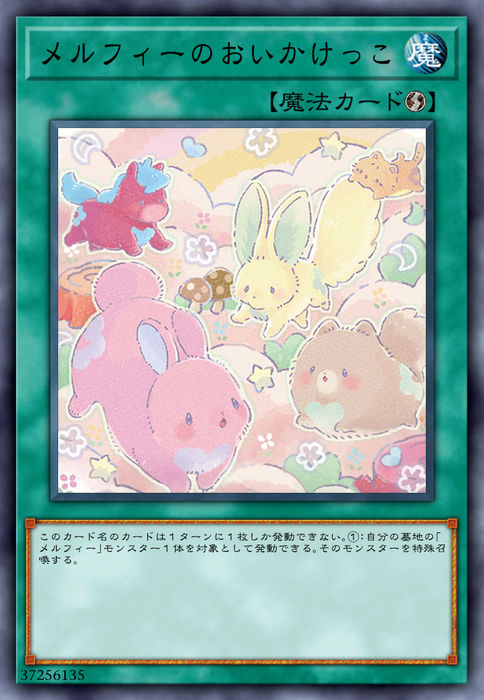 メルフィーのおいかけっこ 魔
【魔法カード】
このカード名のカードは１ターンに１枚しか発動できない。①：自分の墓地の「
メルフィー」モンスター１体を対象として発動できる。そのモンスターを特殊召
喚する。
37256135